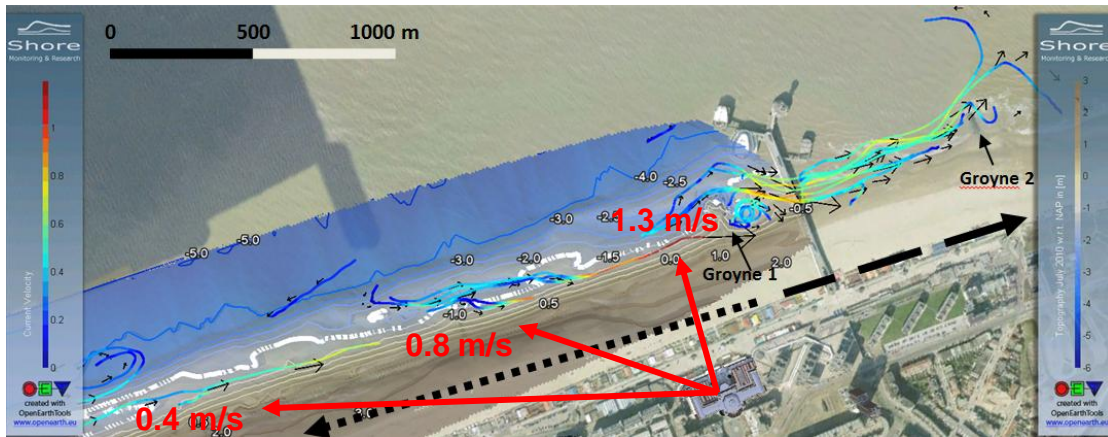 Shore
Monitoring & Research
1
0.8
0.6
0.4
0.2
0
Current Velocity
created with
OpenEarthTools
www.openearth.eu
0
500
1000 m
-5.0
-5.0
-4.0
-2.5
-3.0
-2.5
-0.5
1.3 m/s
-3.0
-2.0
-1.5
0.0
1.0
2.0
Groyne 1
Groyne 2
-1.0
0.5
0.8 m/s
0.4 m/s
3.0
2.0
Shore
Monitoring & Research
3
2
1
0
-1
-2
-3
-4
-5
-6
Topography July 2010 w.r.t. NAP in [m]
created with
OpenEarthTools
www.openearth.eu